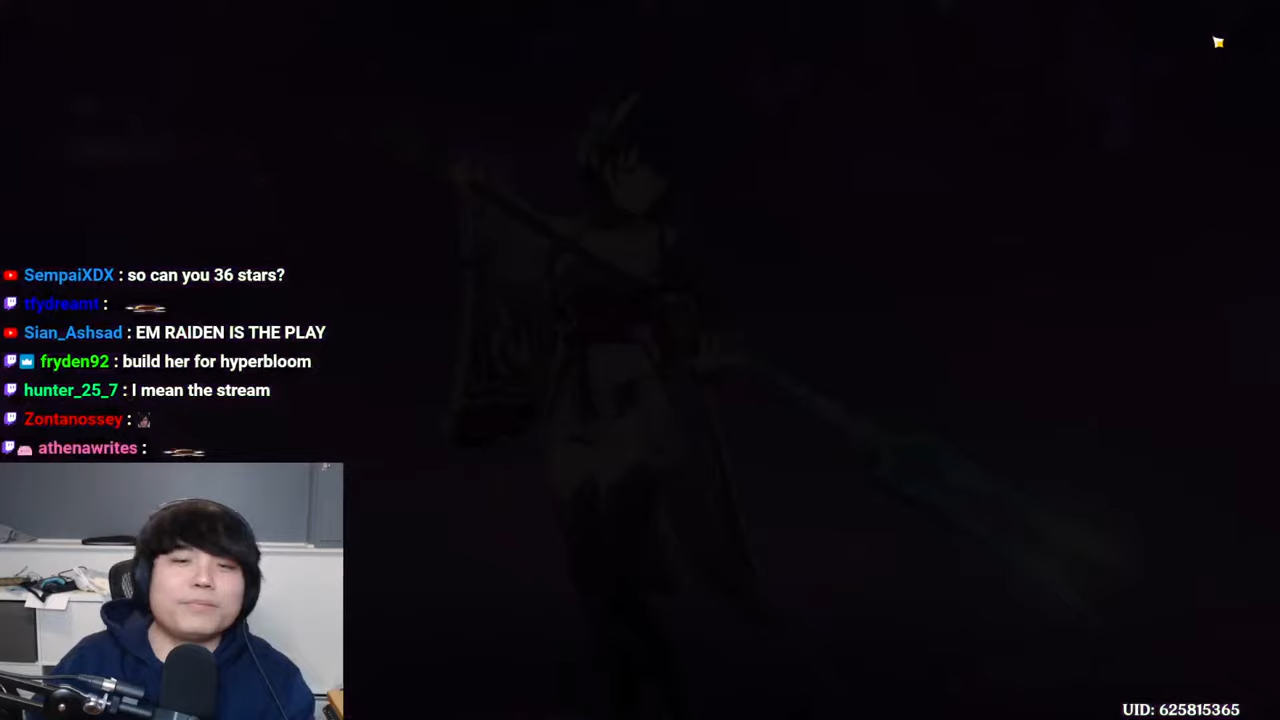 SempaiXDX : so can you 36 stars?
tfydreamt :
Sian_Ashsad : EM RAIDEN IS THE PLAY
fryden92 : build her for hyperbloom
hunter_25_7 : I mean the stream
Zontanossey :
athenawrites :
UID: 625815365